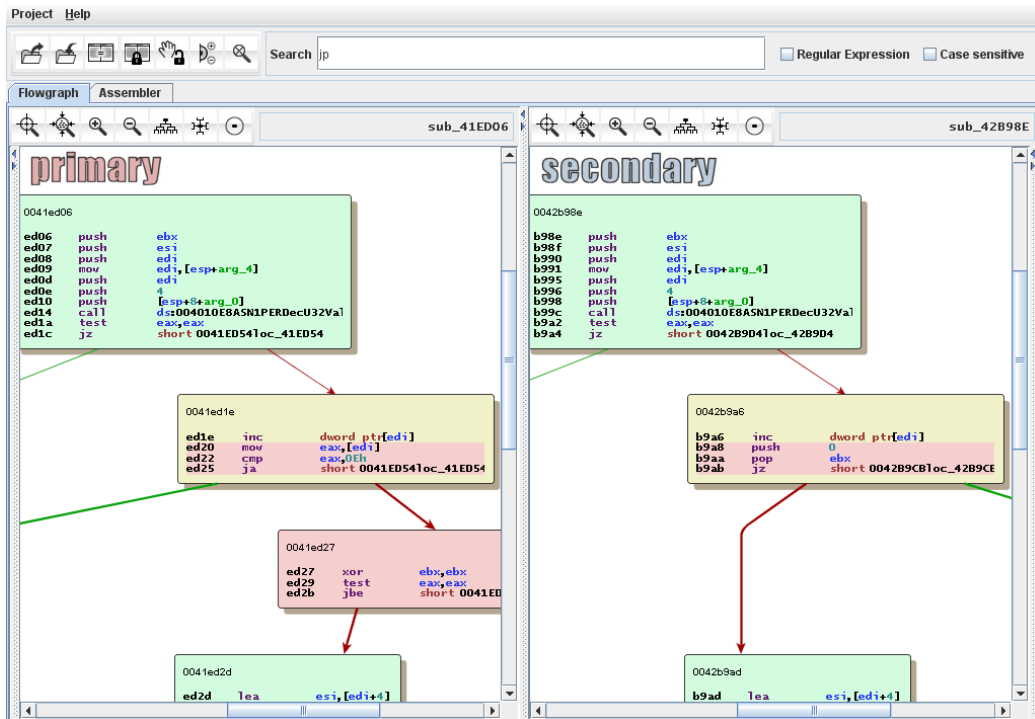 Project Help
Search jp Regular Expression Case sensitive
Flowgraph Assembler
sub_41ED06
primary
0041ed06
ed06 push ebx
ed07 push esi
ed08 push edi
ed09 mov edi,[esp+arg_4]
ed0d push edi
ed0e push 4
ed10 push [esp+8+arg_0]
ed14 call ds:004010E8ASN1PERDecU32Val
ed1a test eax,eax
ed1c jz short 0041ED54loc_41ED54
0041ed1e
ed1e inc dword ptr[edi]
ed20 mov eax,[edi]
ed22 cmp eax,0Eh
ed25 ja short 0041ED54loc_41ED54
0041ed27
ed27 xor ebx,ebx
ed29 test eax,eax
ed2b jbe short 0041ED
0041ed2d
ed2d lea esi,[edi+4]
sub_42B98E
secondary
0042b98e
b98e push ebx
b98f push esi
b990 push edi
b991 mov edi,[esp+arg_4]
b995 push edi
b996 push 4
b998 push [esp+8+arg_0]
b99c call ds:004010E8ASN1PERDecU32Val
b9a2 test eax,eax
b9a4 jz short 0042B9D4loc_42B9D4
0042b9a6
b9a6 inc dword ptr[edi]
b9a8 push 0
b9aa pop ebx
b9ab jz short 0042B9CBloc_42B9CB
0042b9ad
b9ad lea esi,[edi+4]